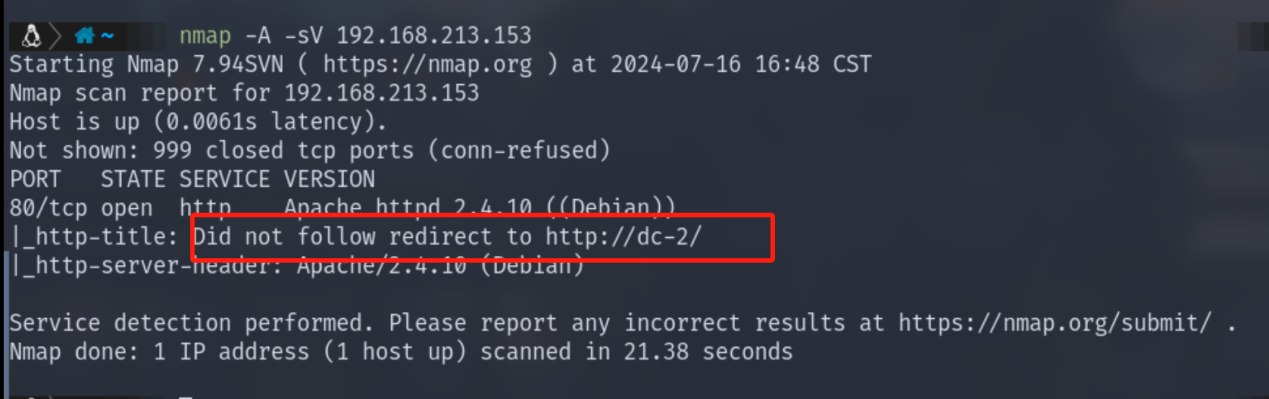 ~ nmap -A -sV 192.168.213.153
Starting Nmap 7.94SVN ( https://nmap.org ) at 2024-07-16 16:48 CST
Nmap scan report for 192.168.213.153
Host is up (0.0061s latency).
Not shown: 999 closed tcp ports (conn-refused)
PORT   STATE SERVICE VERSION
80/tcp open  http    Apache httpd 2.4.10 ((Debian))
|_http-title: Did not follow redirect to http://dc-2/
|_http-server-header: Apache/2.4.10 (Debian)
Service detection performed. Please report any incorrect results at https://nmap.org/submit/ .
Nmap done: 1 IP address (1 host up) scanned in 21.38 seconds